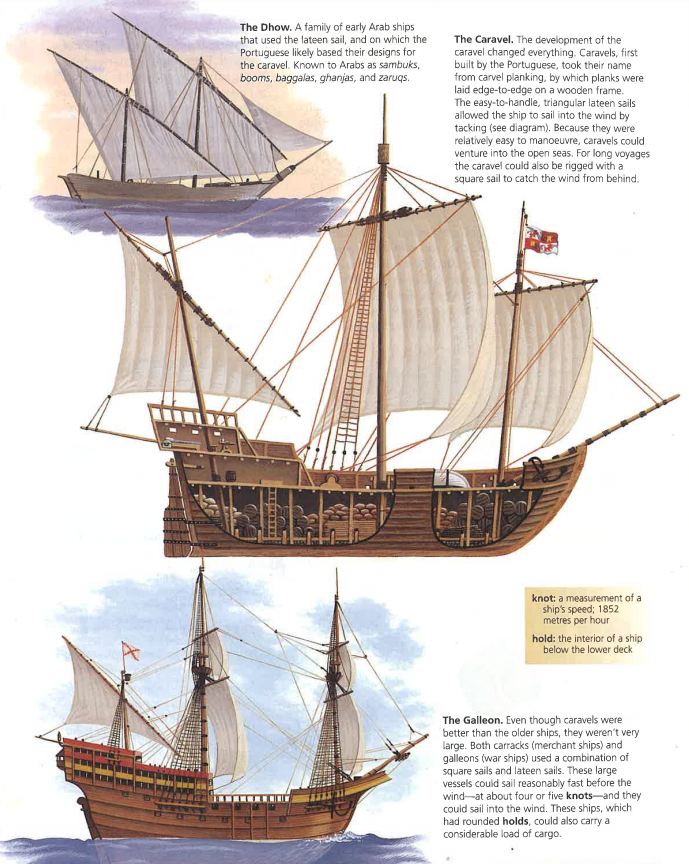 The Dhow. A family of early Arab ships
that used the lateen sail, and on which the
Portuguese likely based their designs for
the caravel. Known to Arabs as sambuks,
booms, baggalas, ghanjas, and zaruqs.
The Caravel. The development of the
caravel changed everything. Caravels, first
built by the Portuguese, took their name
from carvel planking, by which planks were
laid edge-to-edge on a wooden frame.
The easy-to-handle, triangular lateen sails
allowed the ship to sail into the wind by
tacking (see diagram). Because they were
relatively easy to manoeuvre, caravels could
venture into the open seas. For long voyages
the caravel could also be rigged with a
square sail to catch the wind from behind.
knot: a measurement of a
ship's speed; 1852
metres per hour
hold: the interior of a ship
below the lower deck
The Galleon. Even though caravels were
better than the older ships, they weren't very
large. Both carracks (merchant ships) and
galleons (war ships) used a combination of
square sails and lateen sails. These large
vessels could sail reasonably fast before the
wind—at about four or five knots—and they
could sail into the wind. These ships, which
had rounded holds, could also carry a
considerable load of cargo.